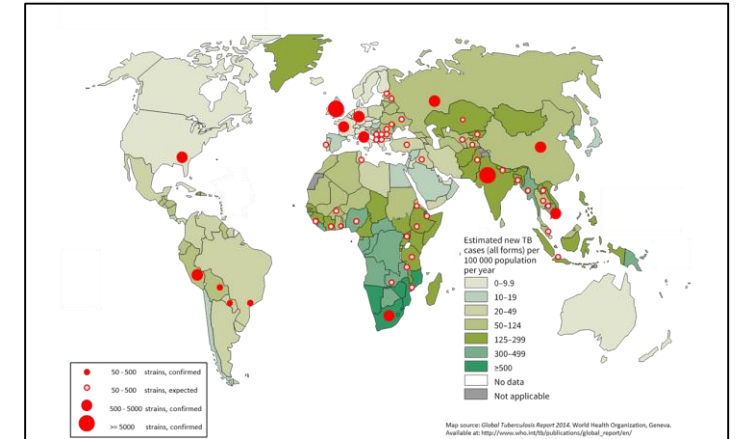 Estimated new TB
cases (all forms) per
100 000 population
per year
0–9.9
10–19
20–49
50–124
125–299
300–499
≥500
No data
Not applicable
50 - 500 strains, confirmed
50 - 500 strains, expected
500 - 5000 strains, confirmed
>= 5000 strains, confirmed
Map source: Global Tuberculosis Report 2014. World Health Organization, Geneva.
Available at: http://www.who.int/tb/publications/global_report/en/